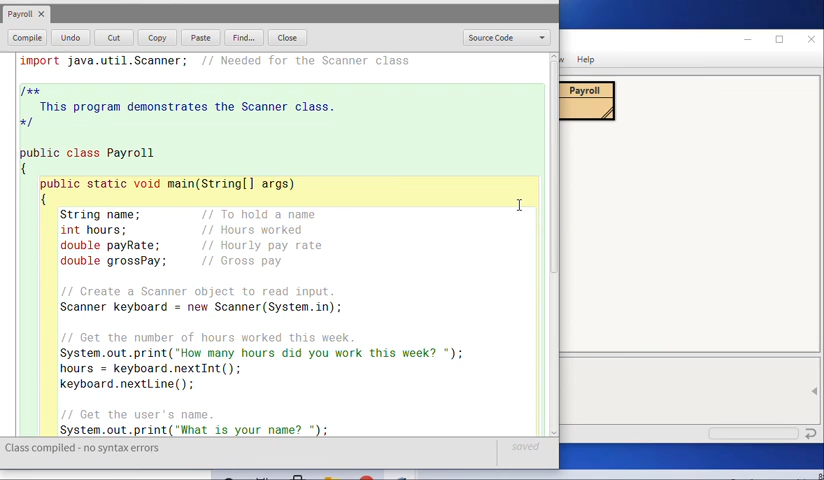 Payroll
Compile Undo Cut Copy Paste Find... Close Source Code
import java.util.Scanner; // Needed for the Scanner class
/**
This program demonstrates the Scanner class.
*/
public class Payroll
{
public static void main(String[] args)
{
String name; // To hold a name
int hours; // Hours worked
double payRate; // Hourly pay rate
double grossPay; // Gross pay
// Create a Scanner object to read input.
Scanner keyboard = new Scanner(System.in);
// Get the number of hours worked this week.
System.out.print("How many hours did you work this week? ");
hours = keyboard.nextInt();
keyboard.nextLine();
// Get the user's name.
System.out.print("What is your name? ");
Class compiled - no syntax errors
saved
Help
Payroll